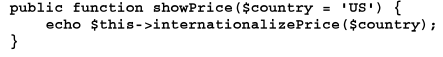 public function showPrice($country = 'US') {
    echo $this->internationalizePrice($country);
}